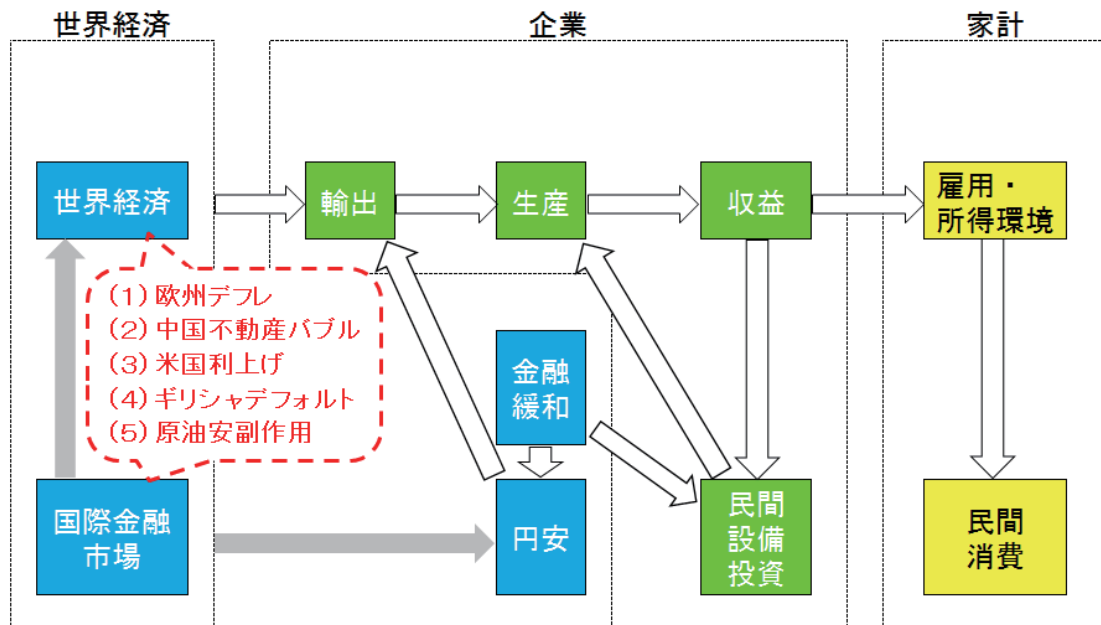 世界経済
企業
家計
世界経済
輸出
生産
収益
雇用・
所得環境
(1) 欧州デフレ
(2) 中国不動産バブル
(3) 米国利上げ
(4) ギリシャデフォルト
(5) 原油安副作用
金融
緩和
国際金融
市場
円安
民間
設備
投資
民間
消費